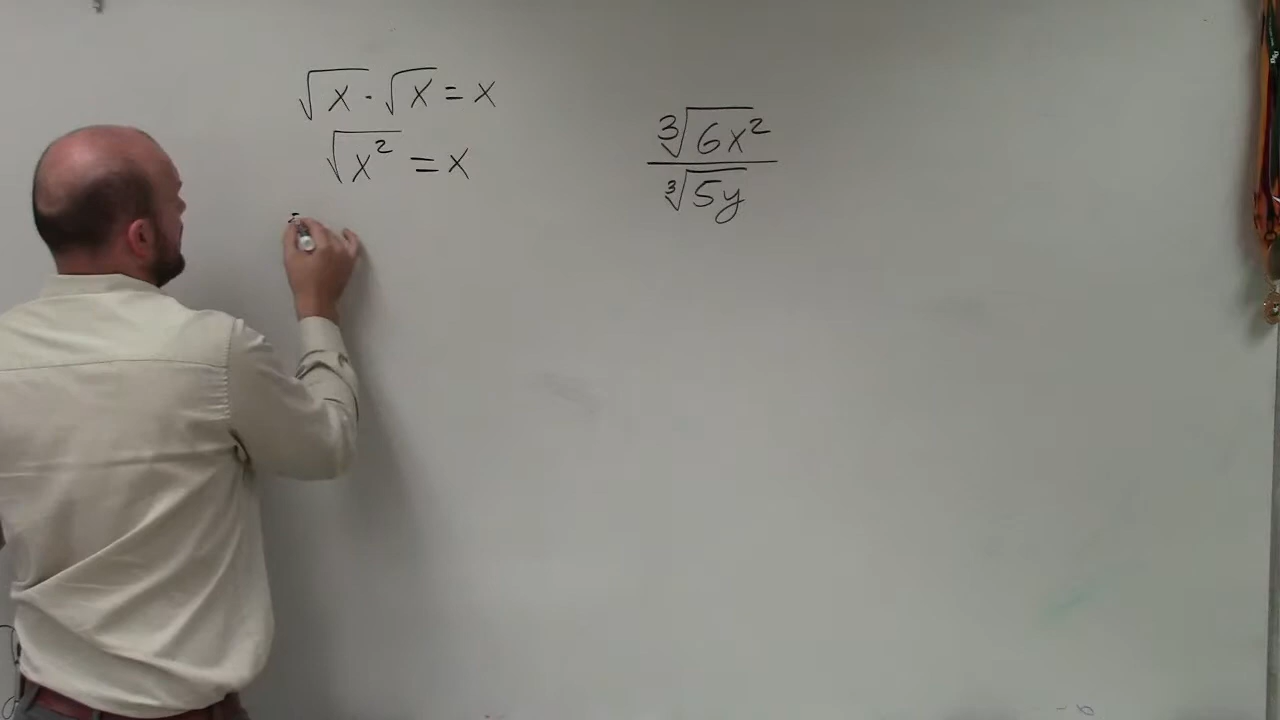 √x · √x = x
√x² = x
∛6x²
∛5y